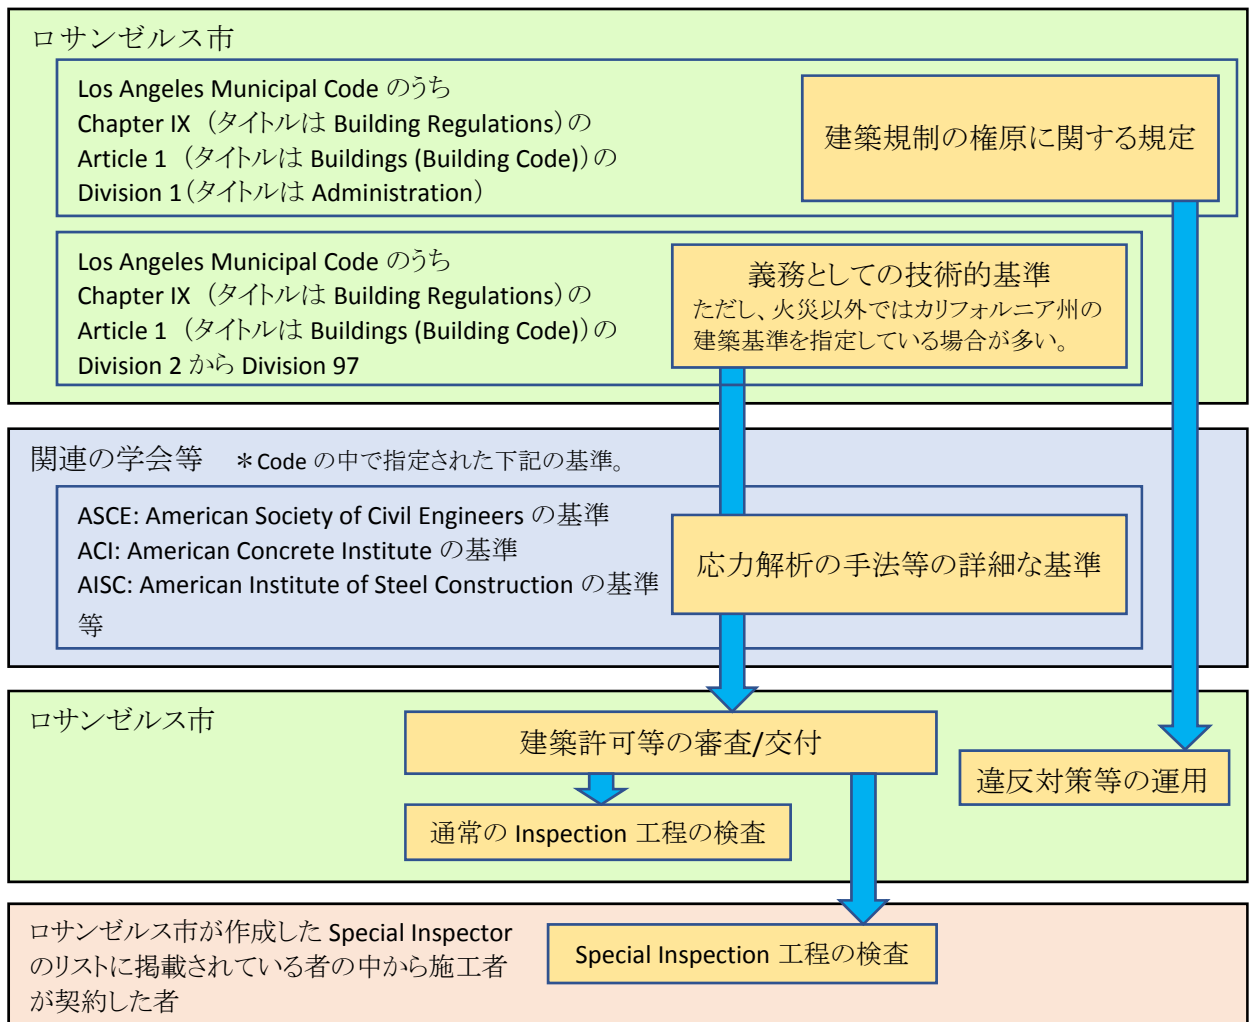 ロサンゼルス市
Los Angeles Municipal Code のうち
Chapter IX （タイトルは Building Regulations）の
Article 1 （タイトルは Buildings (Building Code)）の
Division 1（タイトルは Administration）
建築規制の権原に関する規定
Los Angeles Municipal Code のうち
Chapter IX （タイトルは Building Regulations）の
Article 1 （タイトルは Buildings (Building Code)）の
Division 2 から Division 97
義務としての技術的基準
ただし、火災以外ではカリフォルニア州の
建築基準を指定している場合が多い。
関連の学会等 ＊Code の中で指定された下記の基準。
ASCE: American Society of Civil Engineers の基準
ACI: American Concrete Institute の基準
AISC: American Institute of Steel Construction の基準
等
応力解析の手法等の詳細な基準
ロサンゼルス市
建築許可等の審査/交付
違反対策等の運用
通常の Inspection 工程の検査
ロサンゼルス市が作成した Special Inspector
のリストに掲載されている者の中から施工者
が契約した者
Special Inspection 工程の検査